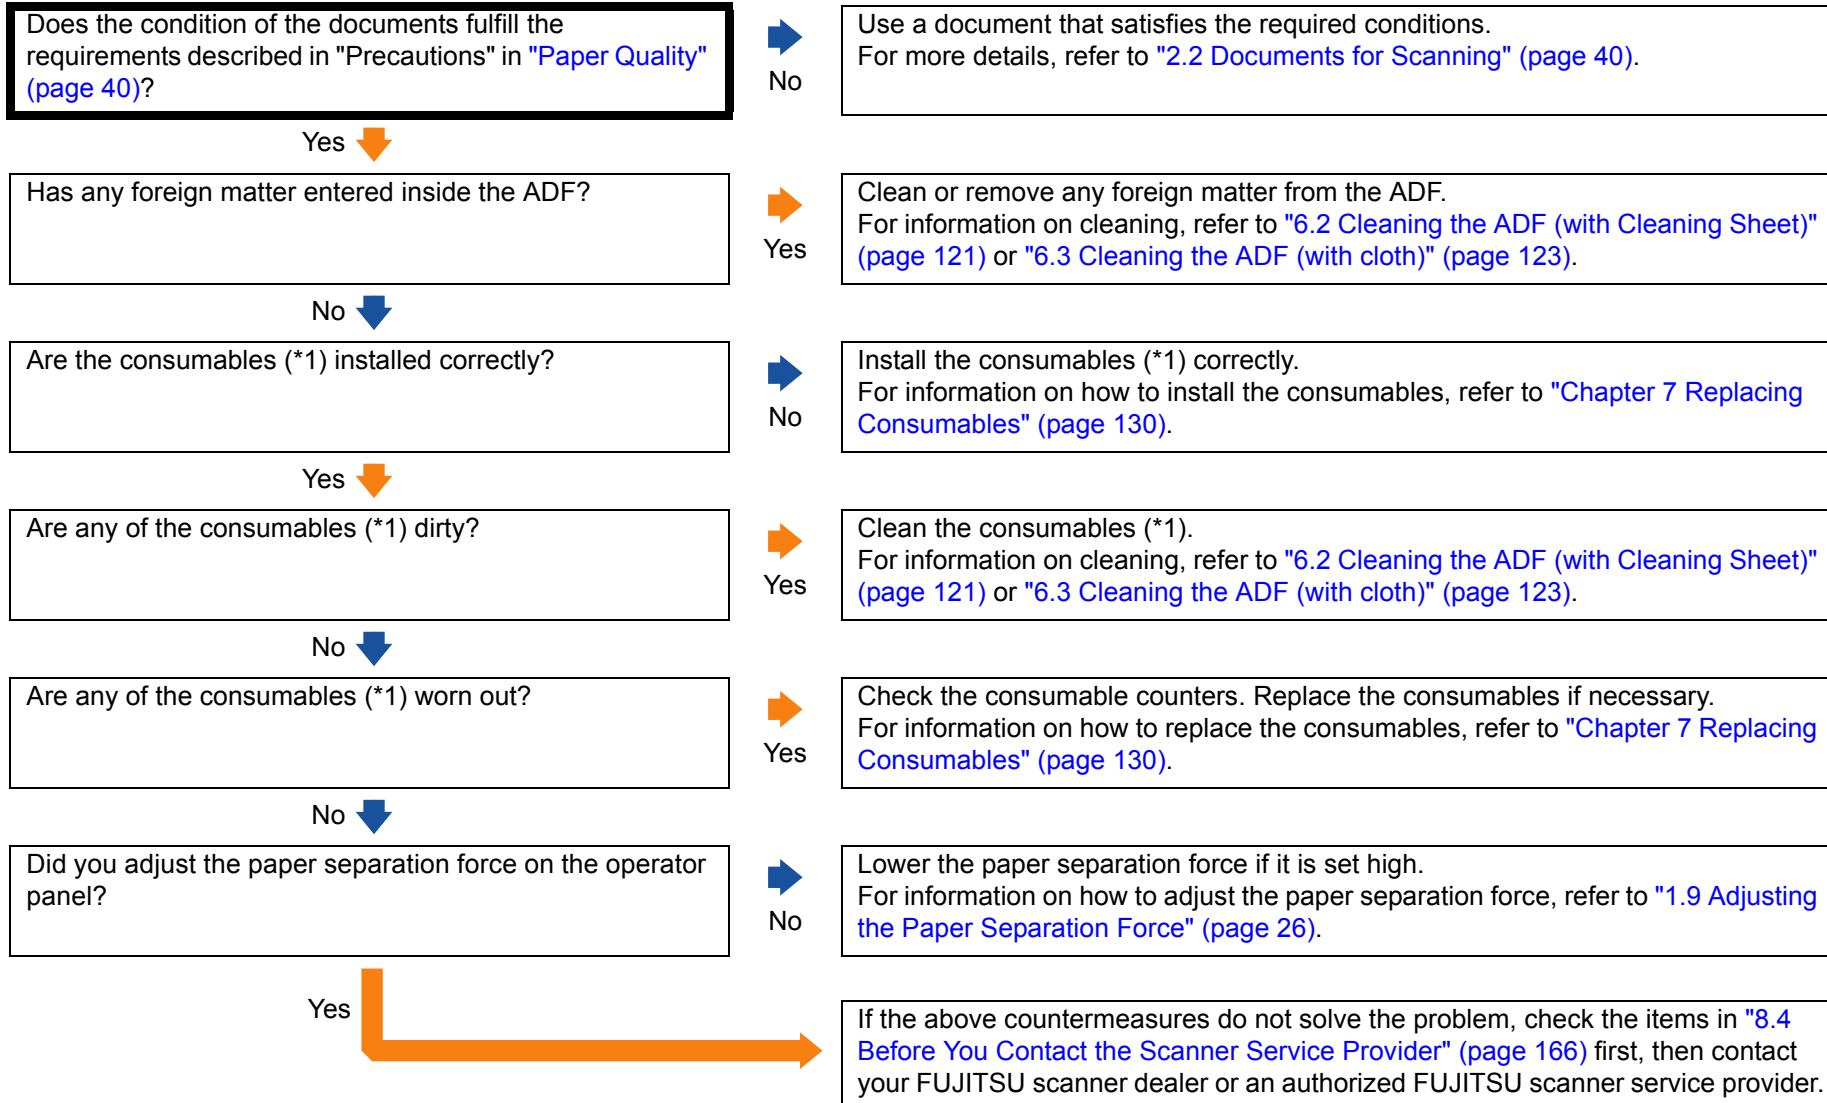 Does the condition of the documents fulfill the
requirements described in "Precautions" in "Paper Quality"
(page 40)?
No
Use a document that satisfies the required conditions.
For more details, refer to "2.2 Documents for Scanning" (page 40).
Yes
Has any foreign matter entered inside the ADF?
Yes
Clean or remove any foreign matter from the ADF.
For information on cleaning, refer to "6.2 Cleaning the ADF (with Cleaning Sheet)"
(page 121) or "6.3 Cleaning the ADF (with cloth)" (page 123).
No
Are the consumables (*1) installed correctly?
No
Install the consumables (*1) correctly.
For information on how to install the consumables, refer to "Chapter 7 Replacing
Consumables" (page 130).
Yes
Are any of the consumables (*1) dirty?
Yes
Clean the consumables (*1).
For information on cleaning, refer to "6.2 Cleaning the ADF (with Cleaning Sheet)"
(page 121) or "6.3 Cleaning the ADF (with cloth)" (page 123).
No
Are any of the consumables (*1) worn out?
Yes
Check the consumable counters. Replace the consumables if necessary.
For information on how to replace the consumables, refer to "Chapter 7 Replacing
Consumables" (page 130).
No
Did you adjust the paper separation force on the operator
panel?
No
Lower the paper separation force if it is set high.
For information on how to adjust the paper separation force, refer to "1.9 Adjusting
the Paper Separation Force" (page 26).
Yes
If the above countermeasures do not solve the problem, check the items in "8.4
Before You Contact the Scanner Service Provider" (page 166) first, then contact
your FUJITSU scanner dealer or an authorized FUJITSU scanner service provider.